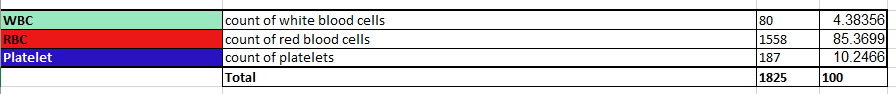 WBC count of white blood cells 80 4.38356
RBC count of red blood cells 1558 85.3699
Platelet count of platelets 187 10.2466
Total 1825 100